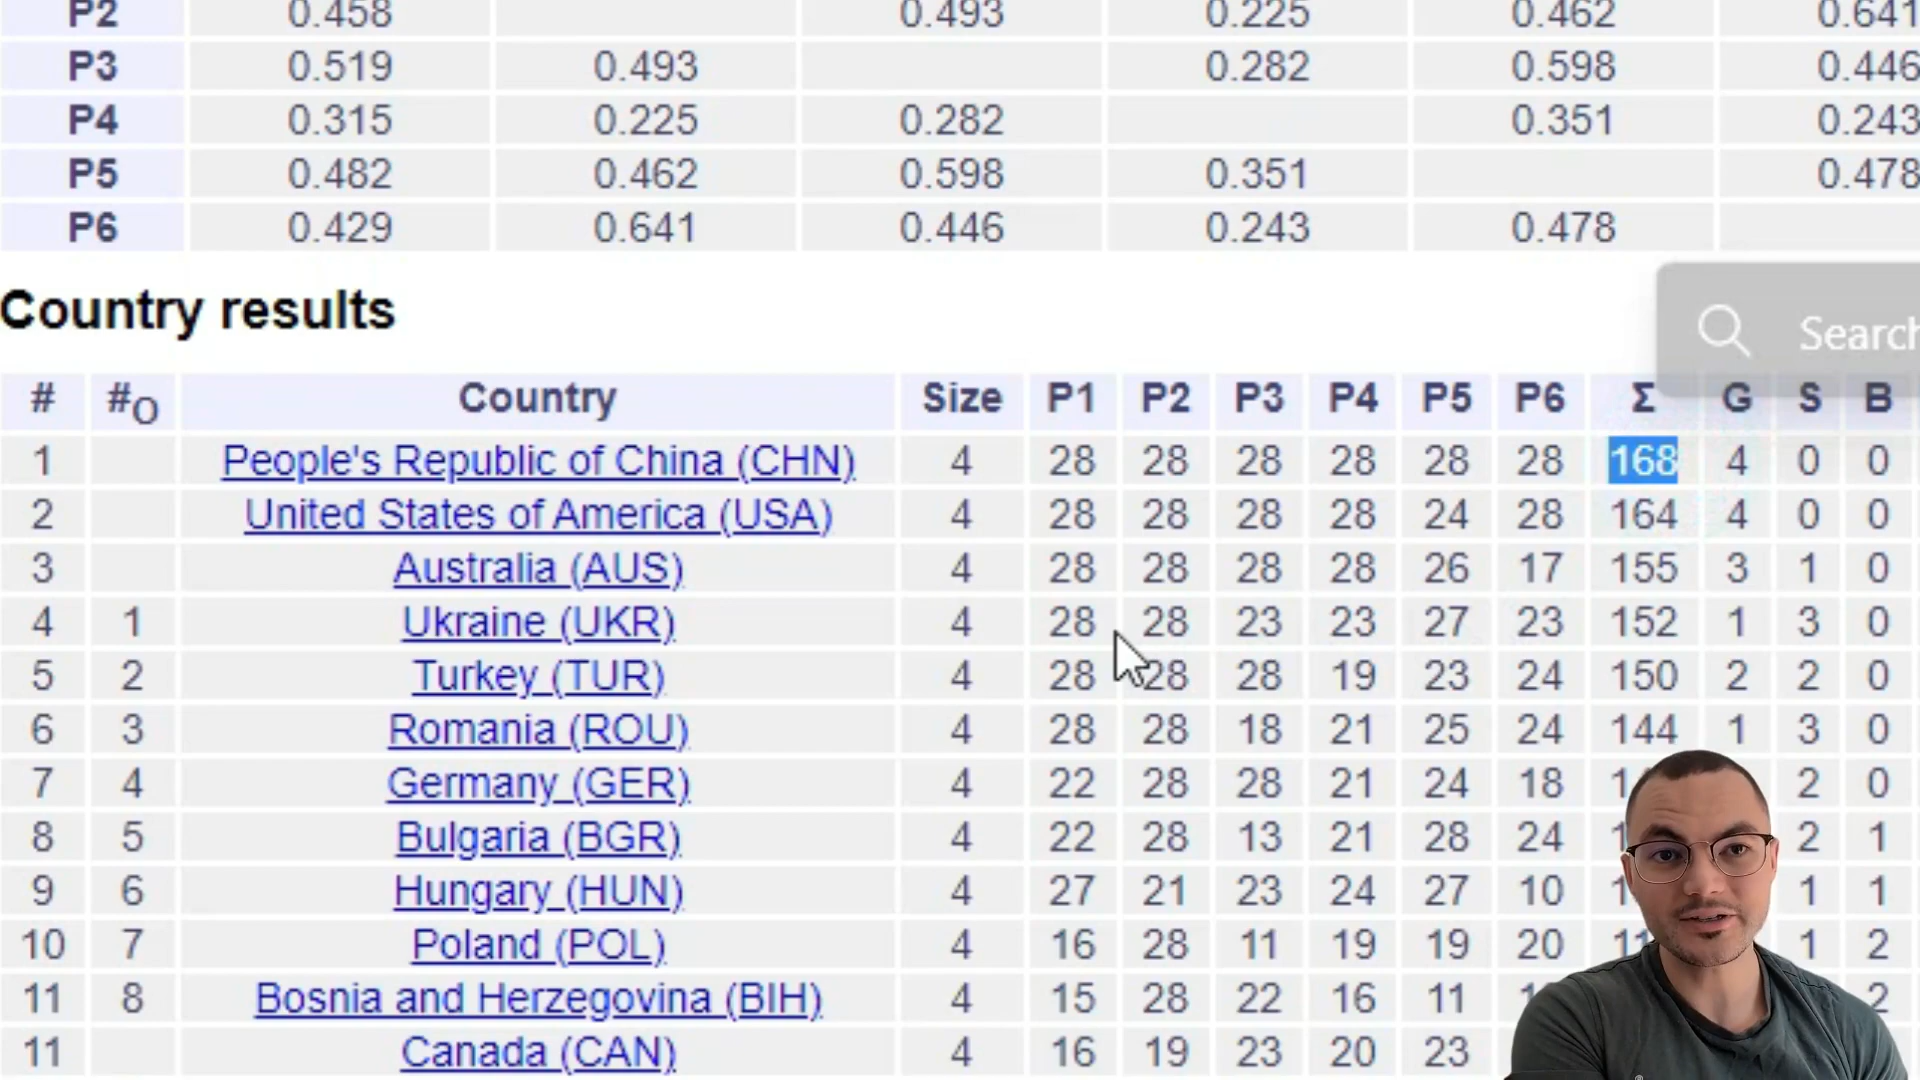 P2 0.458 0.493 0.225 0.462 0.641
P3 0.519 0.493 0.282 0.598 0.446
P4 0.315 0.225 0.282 0.351 0.243
P5 0.482 0.462 0.598 0.351 0.478
P6 0.429 0.641 0.446 0.243 0.478
Country results
Search
# #O Country Size P1 P2 P3 P4 P5 P6 Σ G S B
1 People's Republic of China (CHN) 4 28 28 28 28 28 28 168 4 0 0
2 United States of America (USA) 4 28 28 28 28 24 28 164 4 0 0
3 Australia (AUS) 4 28 28 28 28 26 17 155 3 1 0
4 1 Ukraine (UKR) 4 28 28 23 23 27 23 152 1 3 0
5 2 Turkey (TUR) 4 28 28 28 19 23 24 150 2 2 0
6 3 Romania (ROU) 4 28 28 18 21 25 24 144 1 3 0
7 4 Germany (GER) 4 22 28 28 21 24 18 2 0
8 5 Bulgaria (BGR) 4 22 28 13 21 28 24 2 1
9 6 Hungary (HUN) 4 27 21 23 24 27 10 1 1
10 7 Poland (POL) 4 16 28 11 19 19 20 1 2
11 8 Bosnia and Herzegovina (BIH) 4 15 28 22 16 11 2
11 Canada (CAN) 4 16 19 23 20 23